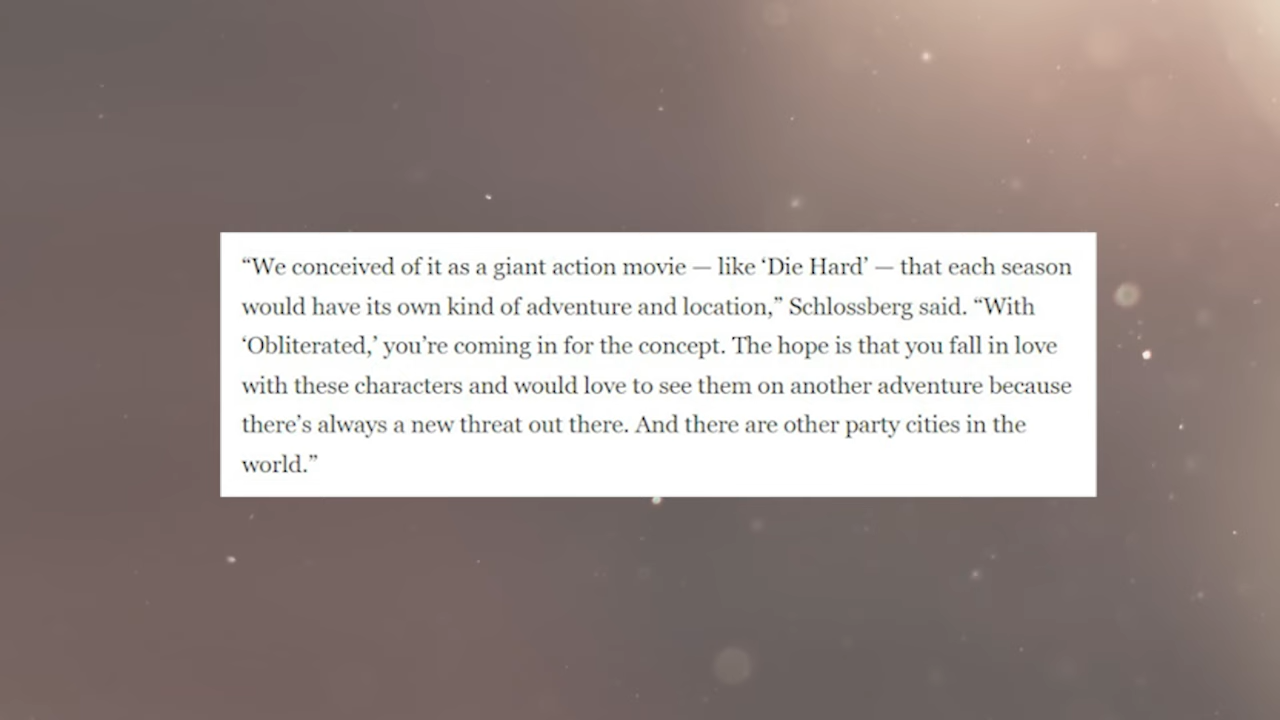 “We conceived of it as a giant action movie — like ‘Die Hard’ — that each season
would have its own kind of adventure and location,” Schlossberg said. “With
‘Obliterated,’ you’re coming in for the concept. The hope is that you fall in love
with these characters and would love to see them on another adventure because
there’s always a new threat out there. And there are other party cities in the
world.”